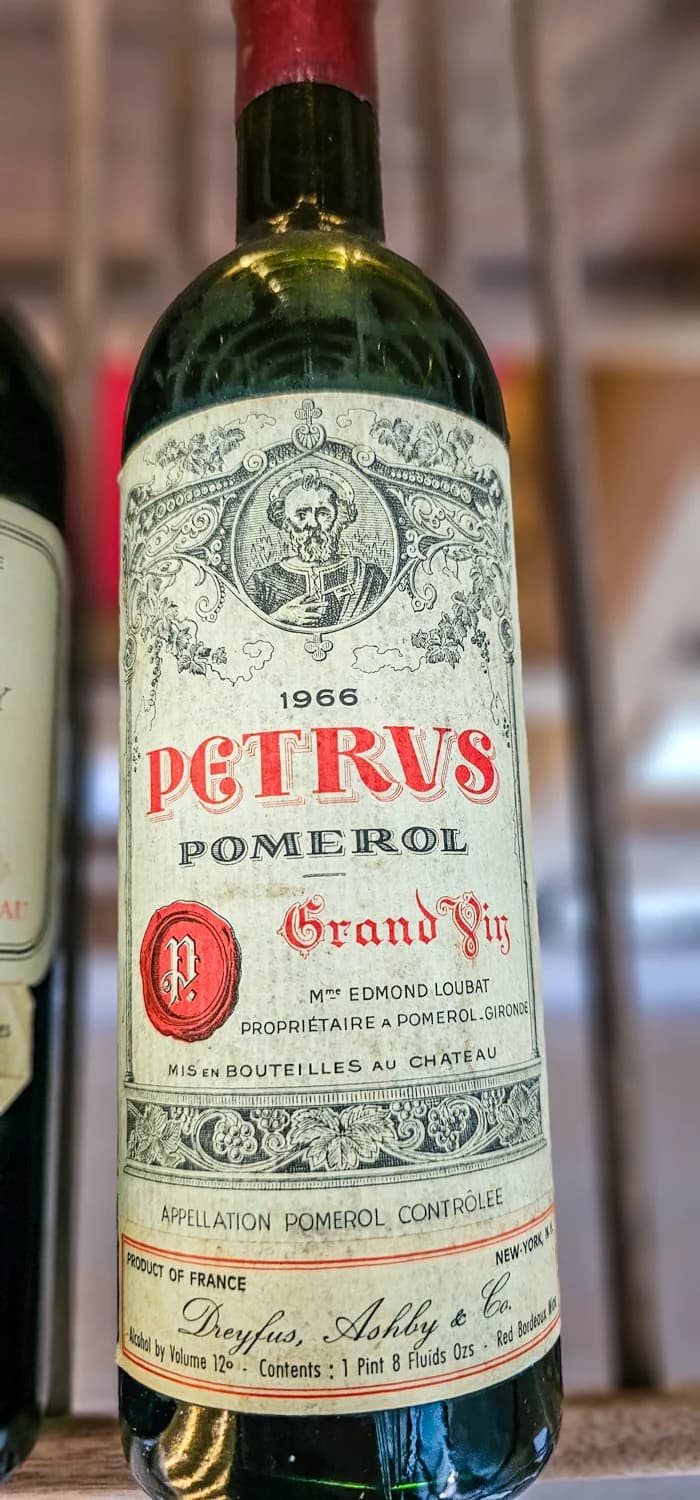 1966
PETRVS
POMEROL
Grand Vin
P.
Mme EDMOND LOUBAT
PROPRIÉTAIRE A POMEROL-GIRONDE
MIS EN BOUTEILLES AU CHATEAU
APPELLATION POMEROL CONTRÔLEE
PRODUCT OF FRANCE
NEW-YORK, N.
Dreyfus, Ashby & Co.
Alcohol by Volume 12° - Contents : 1 Pint 8 Fluids Ozs - Red Bordeaux Wine